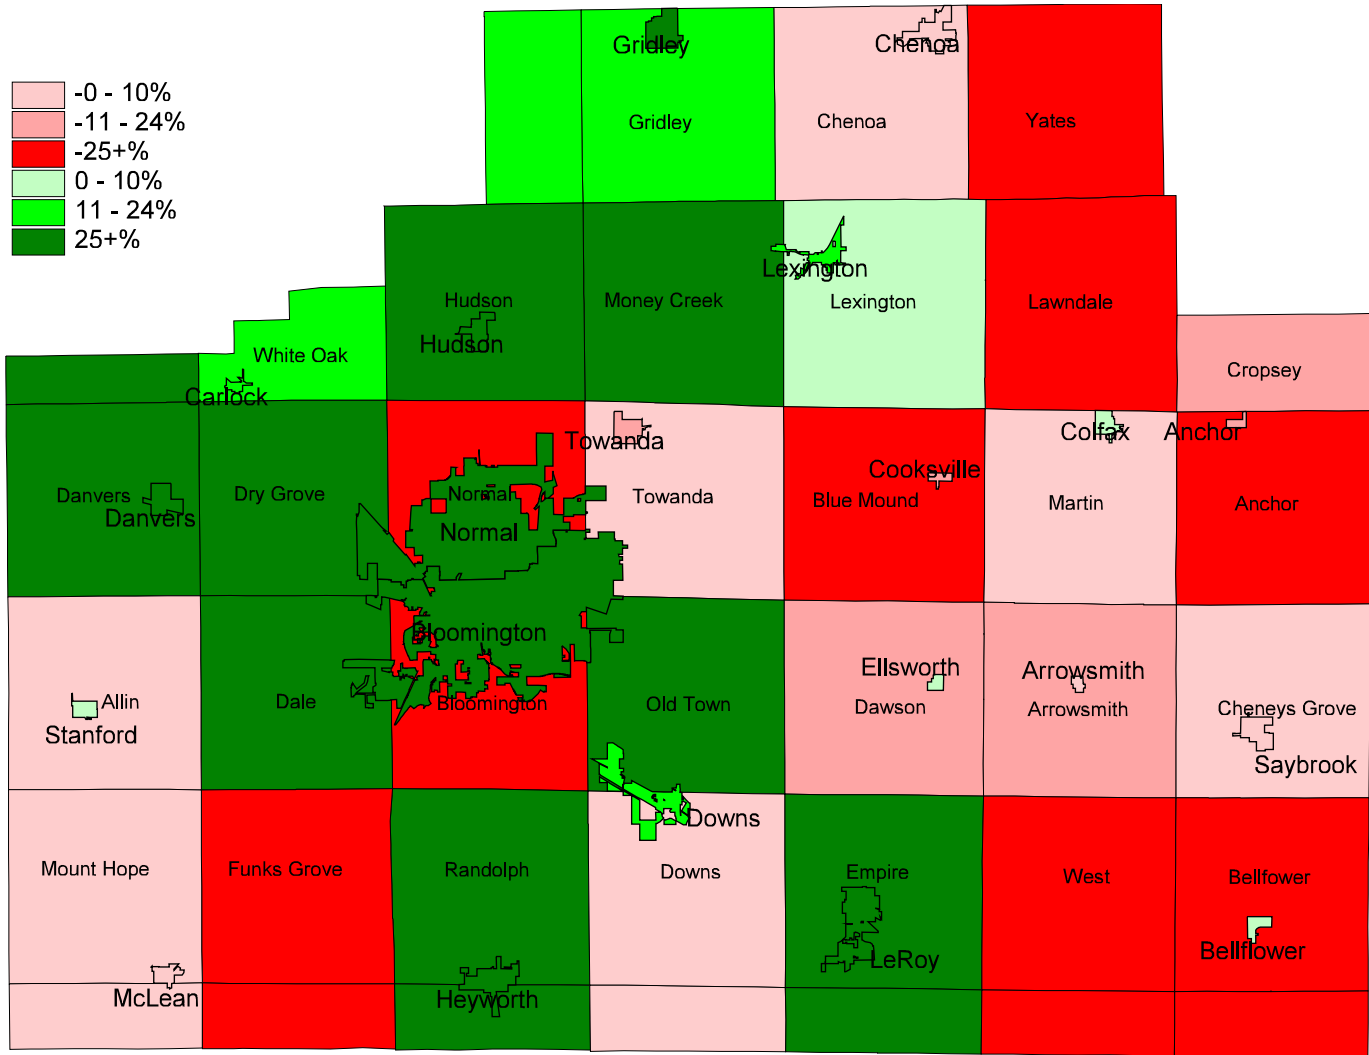 Gridley
Chenoa
-0 - 10%
-11 - 24%
-25+%
0 - 10%
11 - 24%
25+%
Gridley
Chenoa
Yates
Lexington
Hudson
Money Creek
Lexington
Lawndale
Hudson
White Oak
Cropsey
Carlock
Towanda
Colfax
Anchor
Cooksville
Danvers
Dry Grove
Normal
Towanda
Blue Mound
Martin
Anchor
Danvers
Normal
Bloomington
Ellsworth
Arrowsmith
Allin
Dale
Bloomington
Old Town
Dawson
Arrowsmith
Cheneys Grove
Stanford
Saybrook
Downs
Mount Hope
Funks Grove
Randolph
Downs
Empire
West
Bellfower
Bellflower
LeRoy
McLean
Heyworth